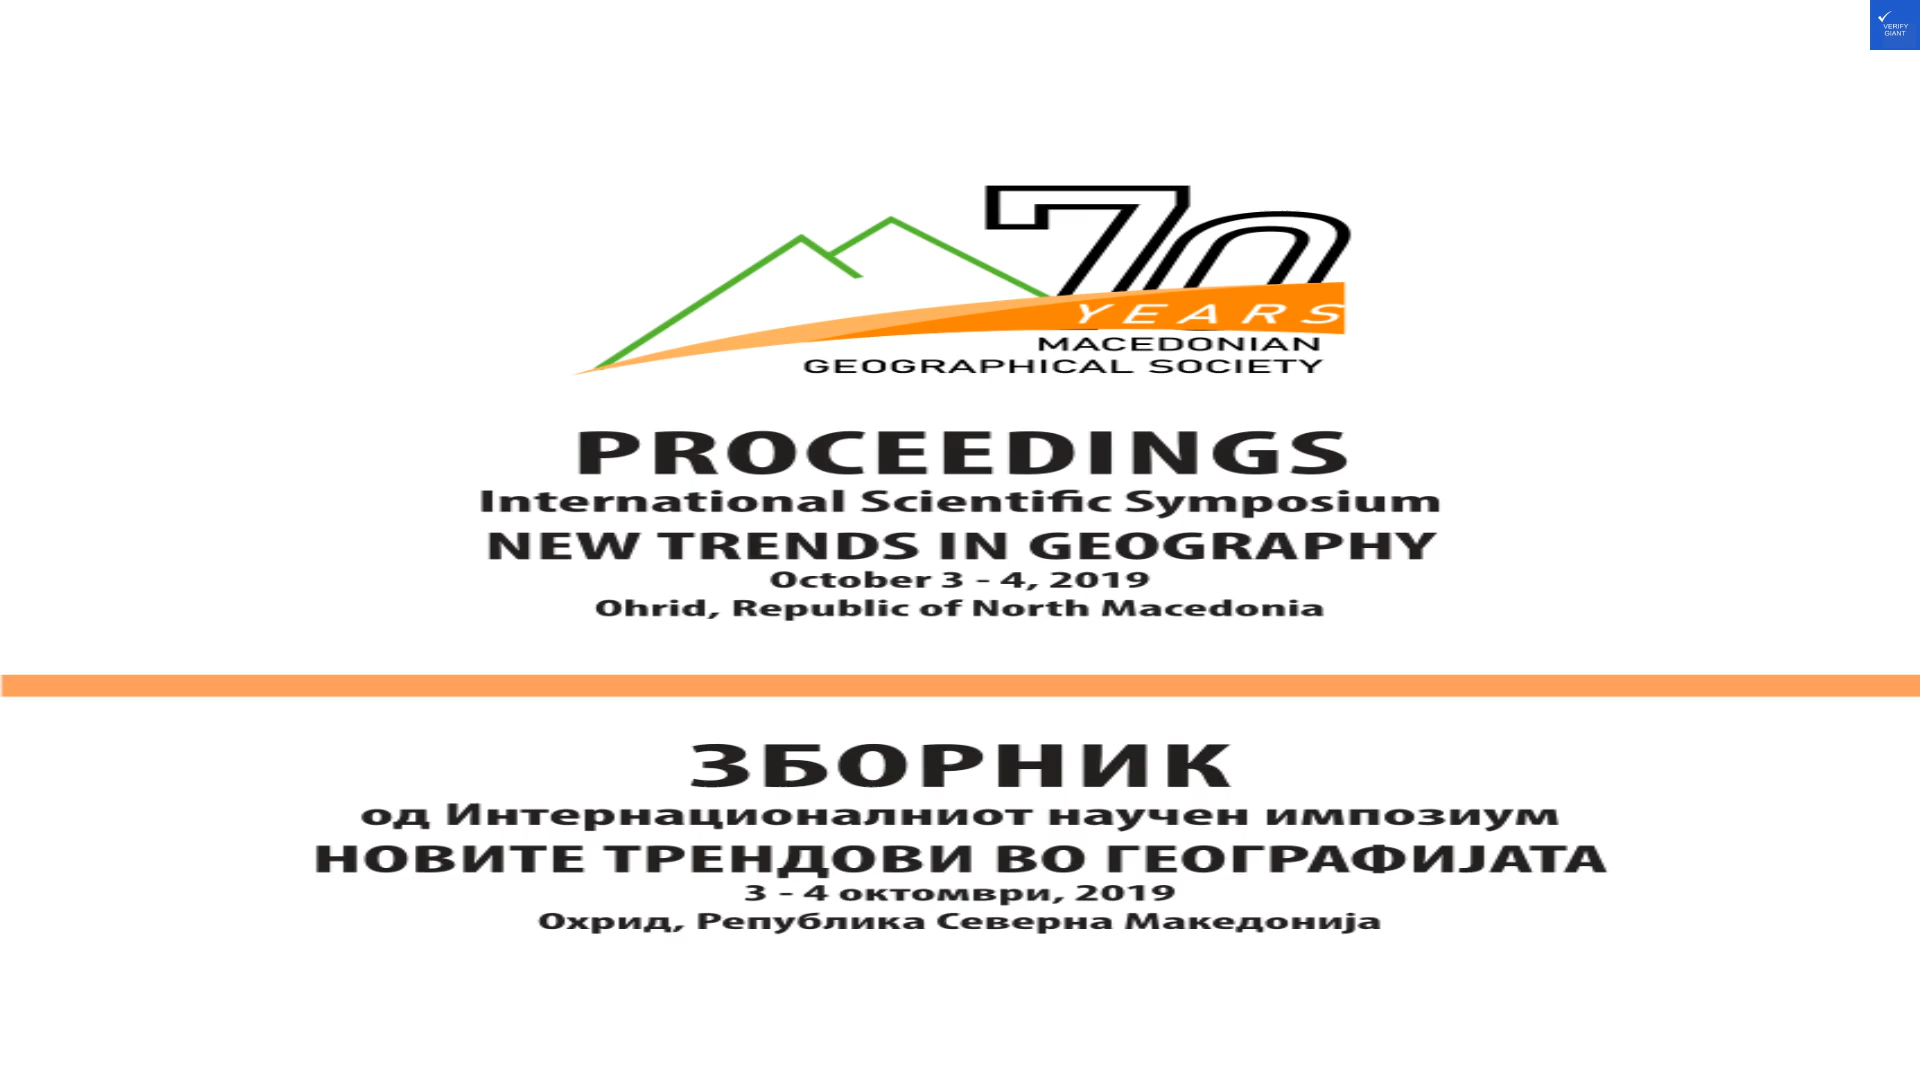 VERIFY
GIANT
70
YEARS
MACEDONIAN
GEOGRAPHICAL SOCIETY
PROCEEDINGS
International Scientific Symposium
NEW TRENDS IN GEOGRAPHY
October 3 - 4, 2019
Ohrid, Republic of North Macedonia
ЗБОРНИК
од Интернационалниот научен импозиум
НОВИТЕ ТРЕНДОВИ ВО ГЕОГРАФИЈАТА
3 - 4 октомври, 2019
Охрид, Република Северна Македонија